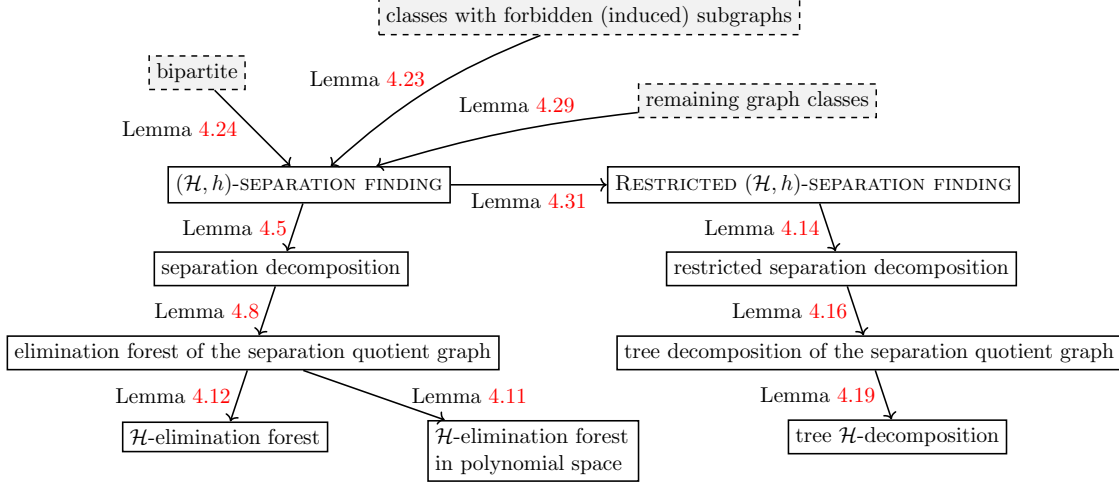 classes with forbidden (induced) subgraphs
bipartite
Lemma 4.23
remaining graph classes
Lemma 4.29
Lemma 4.24
(ℋ, h)-SEPARATION FINDING
RESTRICTED (ℋ, h)-SEPARATION FINDING
Lemma 4.31
Lemma 4.5
Lemma 4.14
separation decomposition
restricted separation decomposition
Lemma 4.8
Lemma 4.16
elimination forest of the separation quotient graph
tree decomposition of the separation quotient graph
Lemma 4.12
Lemma 4.11
Lemma 4.19
ℋ-elimination forest
ℋ-elimination forest
in polynomial space
tree ℋ-decomposition